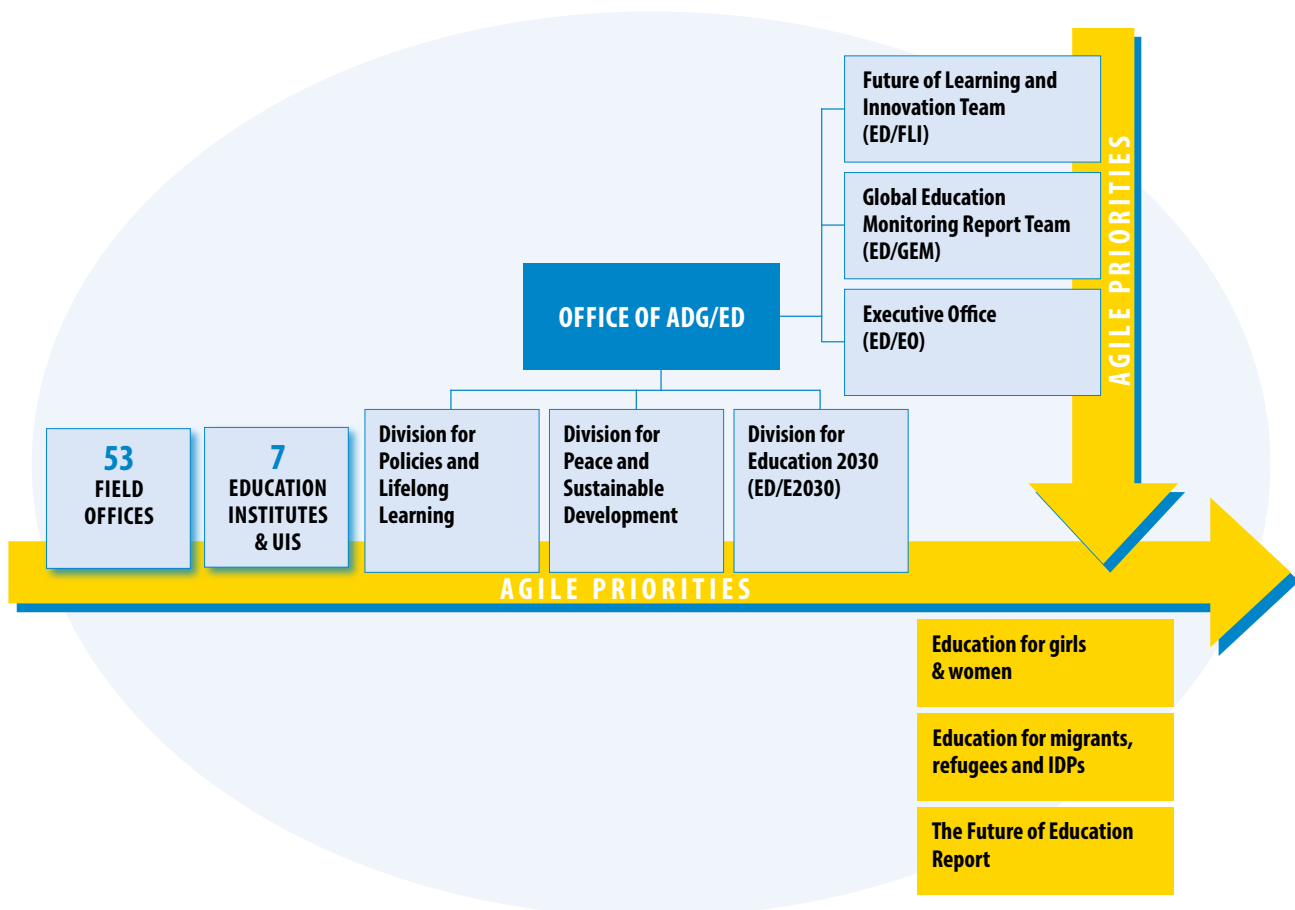 Future of Learning and
Innovation Team
(ED/FLI)
Global Education
Monitoring Report Team
(ED/GEM)
Executive Office
(ED/EO)
AGILE PRIORITIES
OFFICE OF ADG/ED
53
FIELD
OFFICES
7
EDUCATION
INSTITUTES
& UIS
Division for
Policies and
Lifelong
Learning
Division for
Peace and
Sustainable
Development
Division for
Education 2030
(ED/E2030)
AGILE PRIORITIES
Education for girls
& women
Education for migrants,
refugees and IDPs
The Future of Education
Report